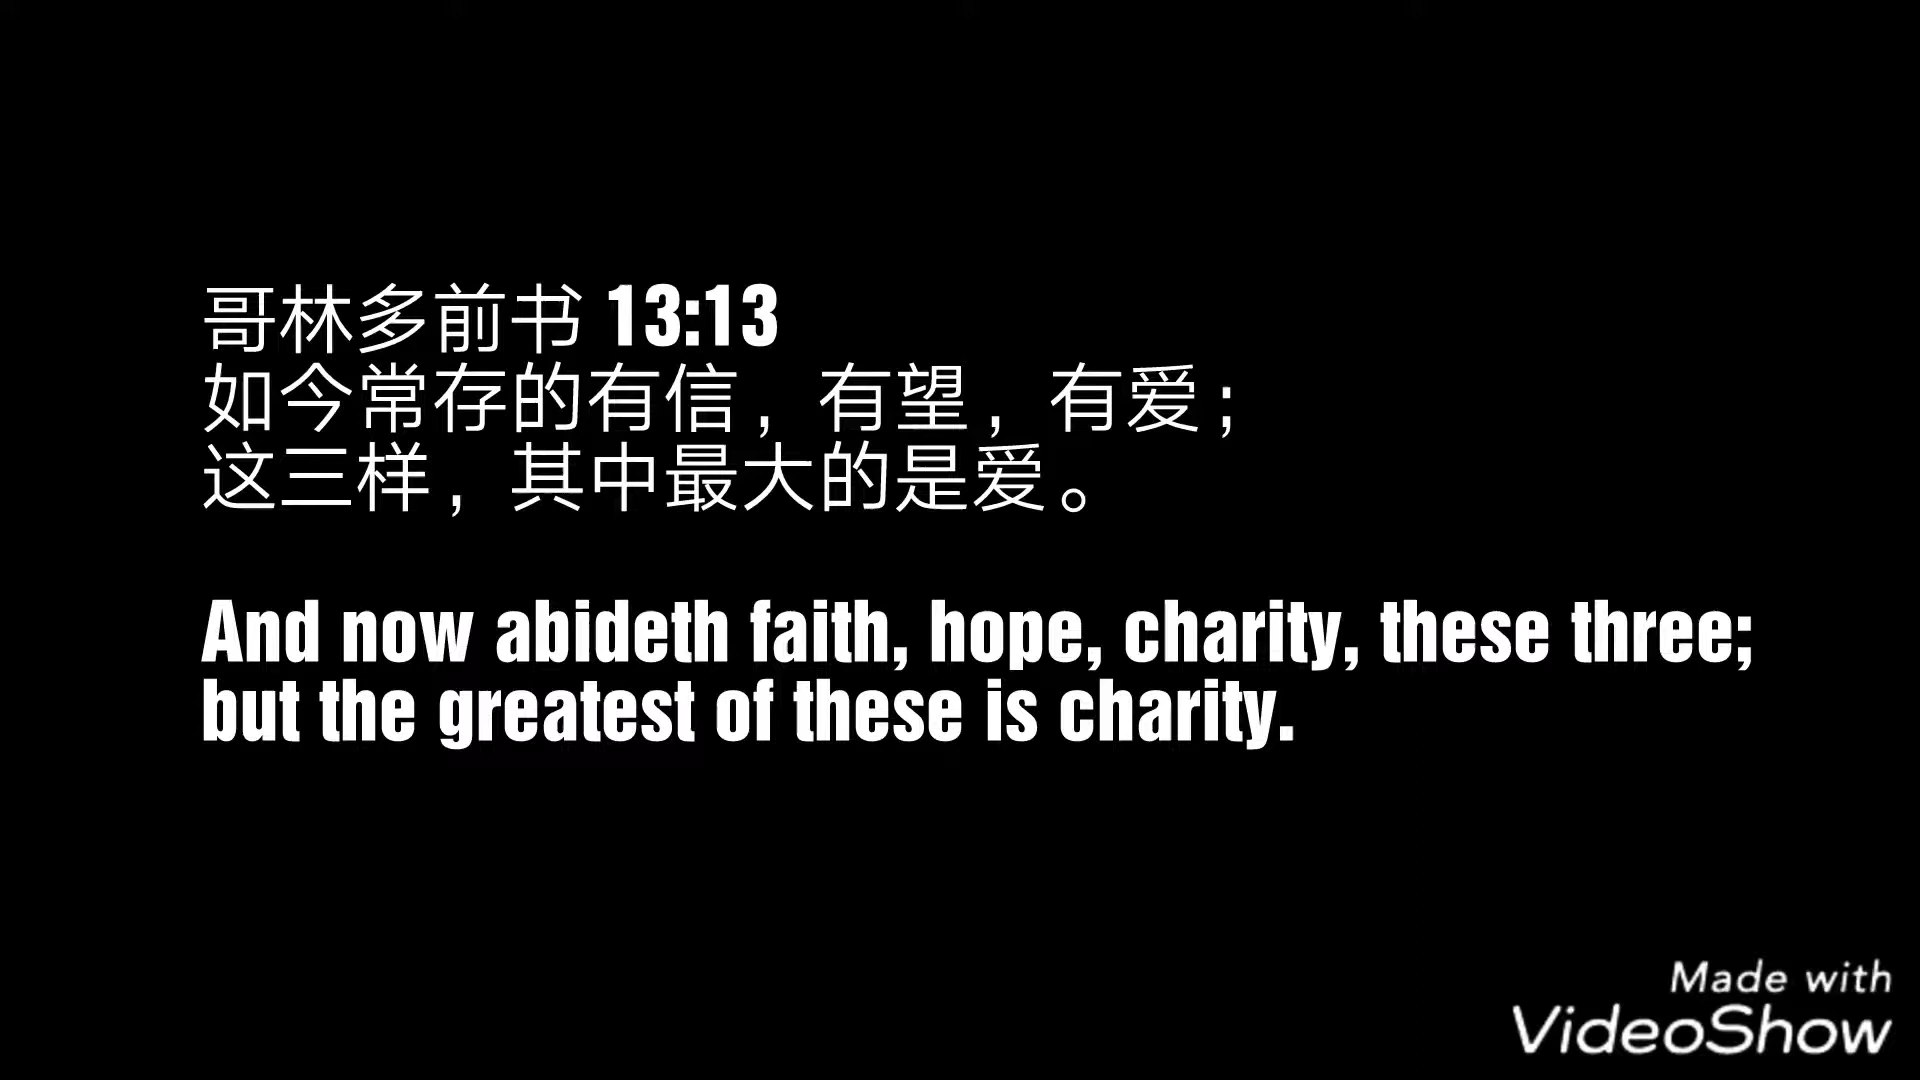 哥林多前书 13:13
如今常存的有信，有望，有爱；
这三样，其中最大的是爱。
And now abideth faith, hope, charity, these three;
but the greatest of these is charity.
Made with
VideoShow